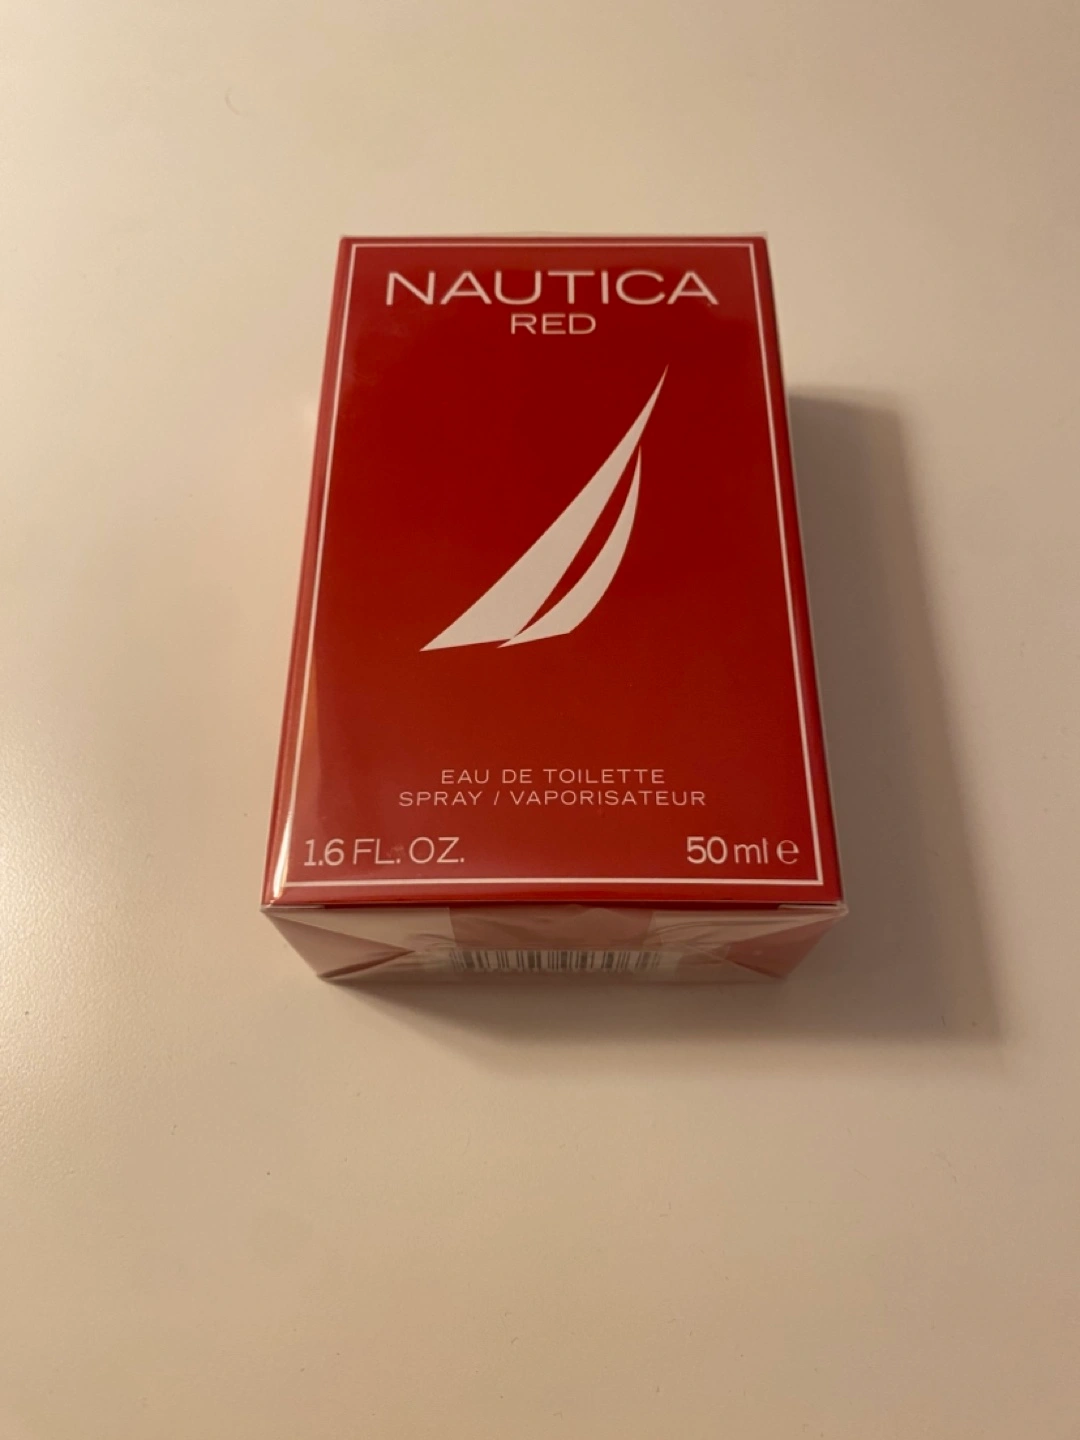 NAUTICA
RED
EAU DE TOILETTE
SPRAY / VAPORISATEUR
1.6 FL. OZ. 50 ml ℮